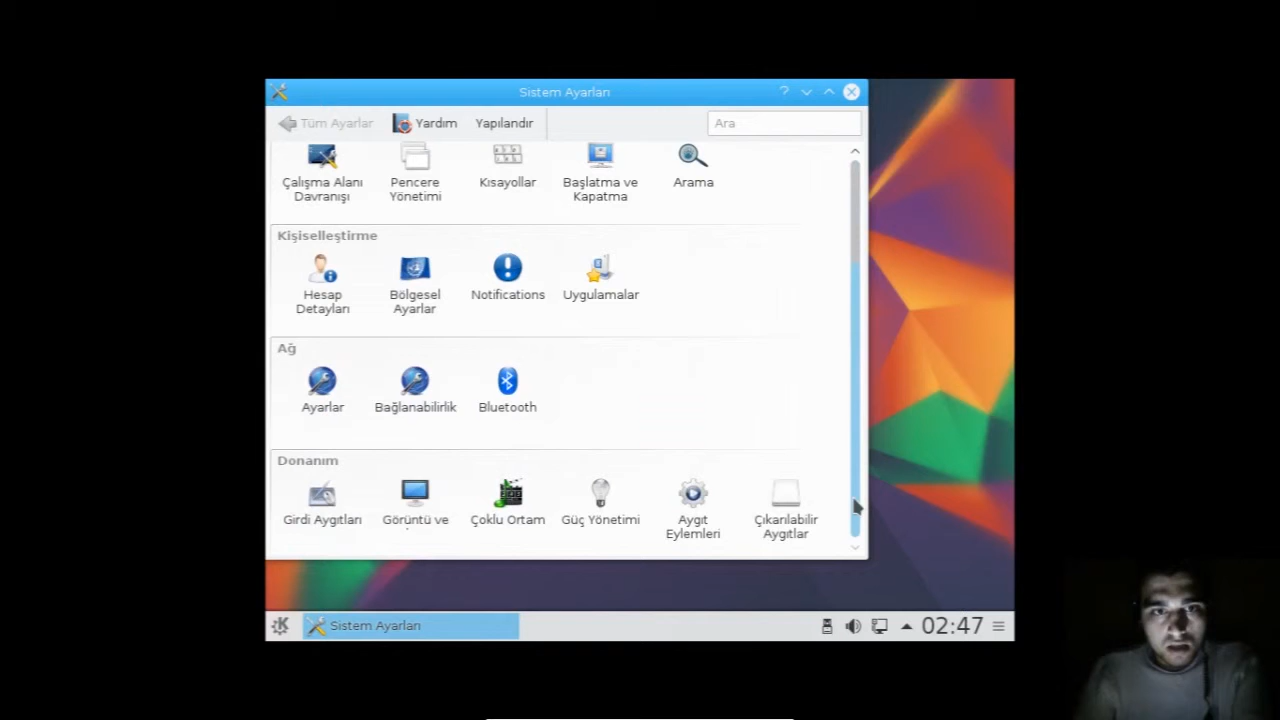 Sistem Ayarları
Tüm Ayarlar Yardım Yapılandır Ara
Çalışma Alanı Davranışı
Pencere Yönetimi
Kısayollar
Başlatma ve Kapatma
Arama
Kişiselleştirme
Hesap Detayları
Bölgesel Ayarlar
Notifications
Uygulamalar
Ağ
Ayarlar
Bağlanabilirlik
Bluetooth
Donanım
Girdi Aygıtları
Görüntü ve
Çoklu Ortam
Güç Yönetimi
Aygıt Eylemleri
Çıkarılabilir Aygıtlar
Sistem Ayarları
02:47